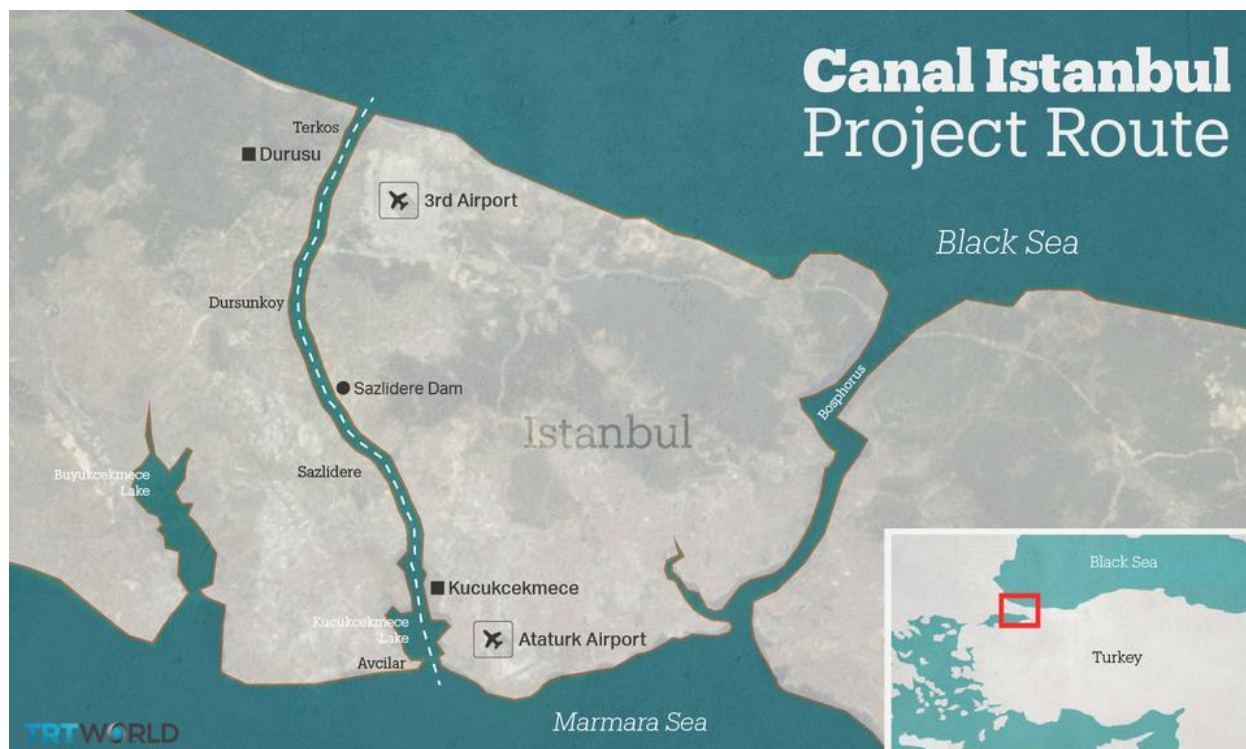 Canal Istanbul
Project Route
Terkos
Durusu
3rd Airport
Black Sea
Dursunkoy
Bosphorus
Sazlidere Dam
Istanbul
Sazlidere
Buyukcekmece
Lake
Kucukcekmece
Kucukcekmece
Lake
Ataturk Airport
Avcilar
Marmara Sea
Black Sea
Turkey
TRTWORLD